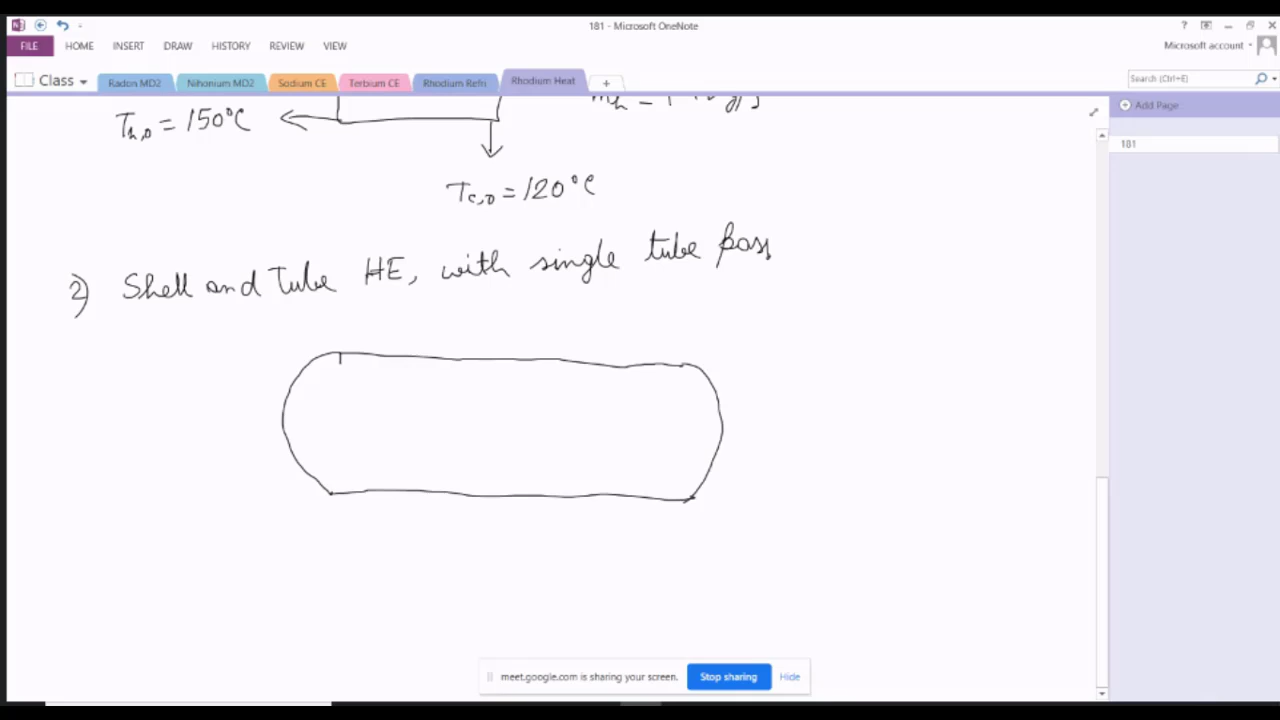 181 - Microsoft OneNote
?
FILE HOME INSERT DRAW HISTORY REVIEW VIEW
Microsoft account
Class
Radon MD2 Nihonium MD2 Sodium CE Terbium CE Rhodium Refri Rhodium Heat +
Search (Ctrl+E)
Add Page
181
Th,o = 150°C
Tc,o = 120°C
2) Shell and Tube HE, with single tube pass
meet.google.com is sharing your screen. Stop sharing Hide